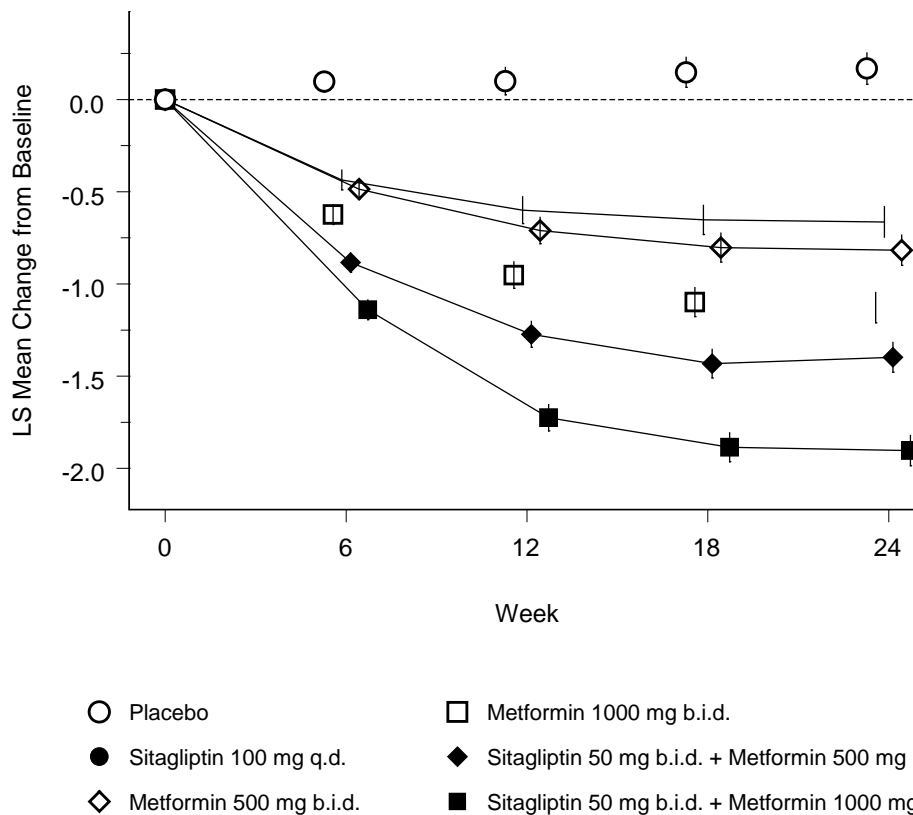 LS Mean Change from Baseline
0.0
-0.5
-1.0
-1.5
-2.0
0 6 12 18 24
Week
Placebo
Sitagliptin 100 mg q.d.
Metformin 500 mg b.i.d.
Metformin 1000 mg b.i.d.
Sitagliptin 50 mg b.i.d. + Metformin 500 mg
Sitagliptin 50 mg b.i.d. + Metformin 1000 mg